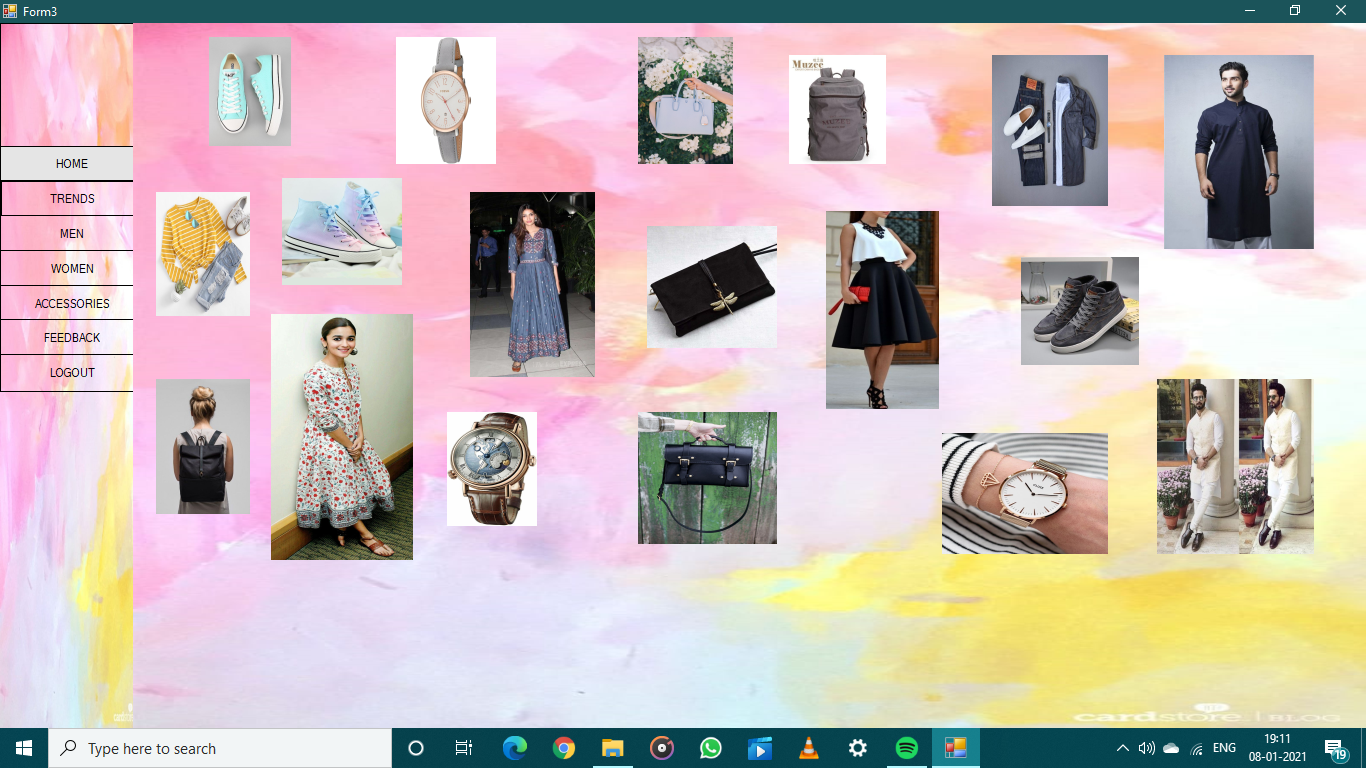 Form3
Muzee
HOME
TRENDS
MEN
WOMEN
ACCESSORIES
FEEDBACK
LOGOUT
cardstore | BLOG
Type here to search
ENG
19:11
08-01-2021
19